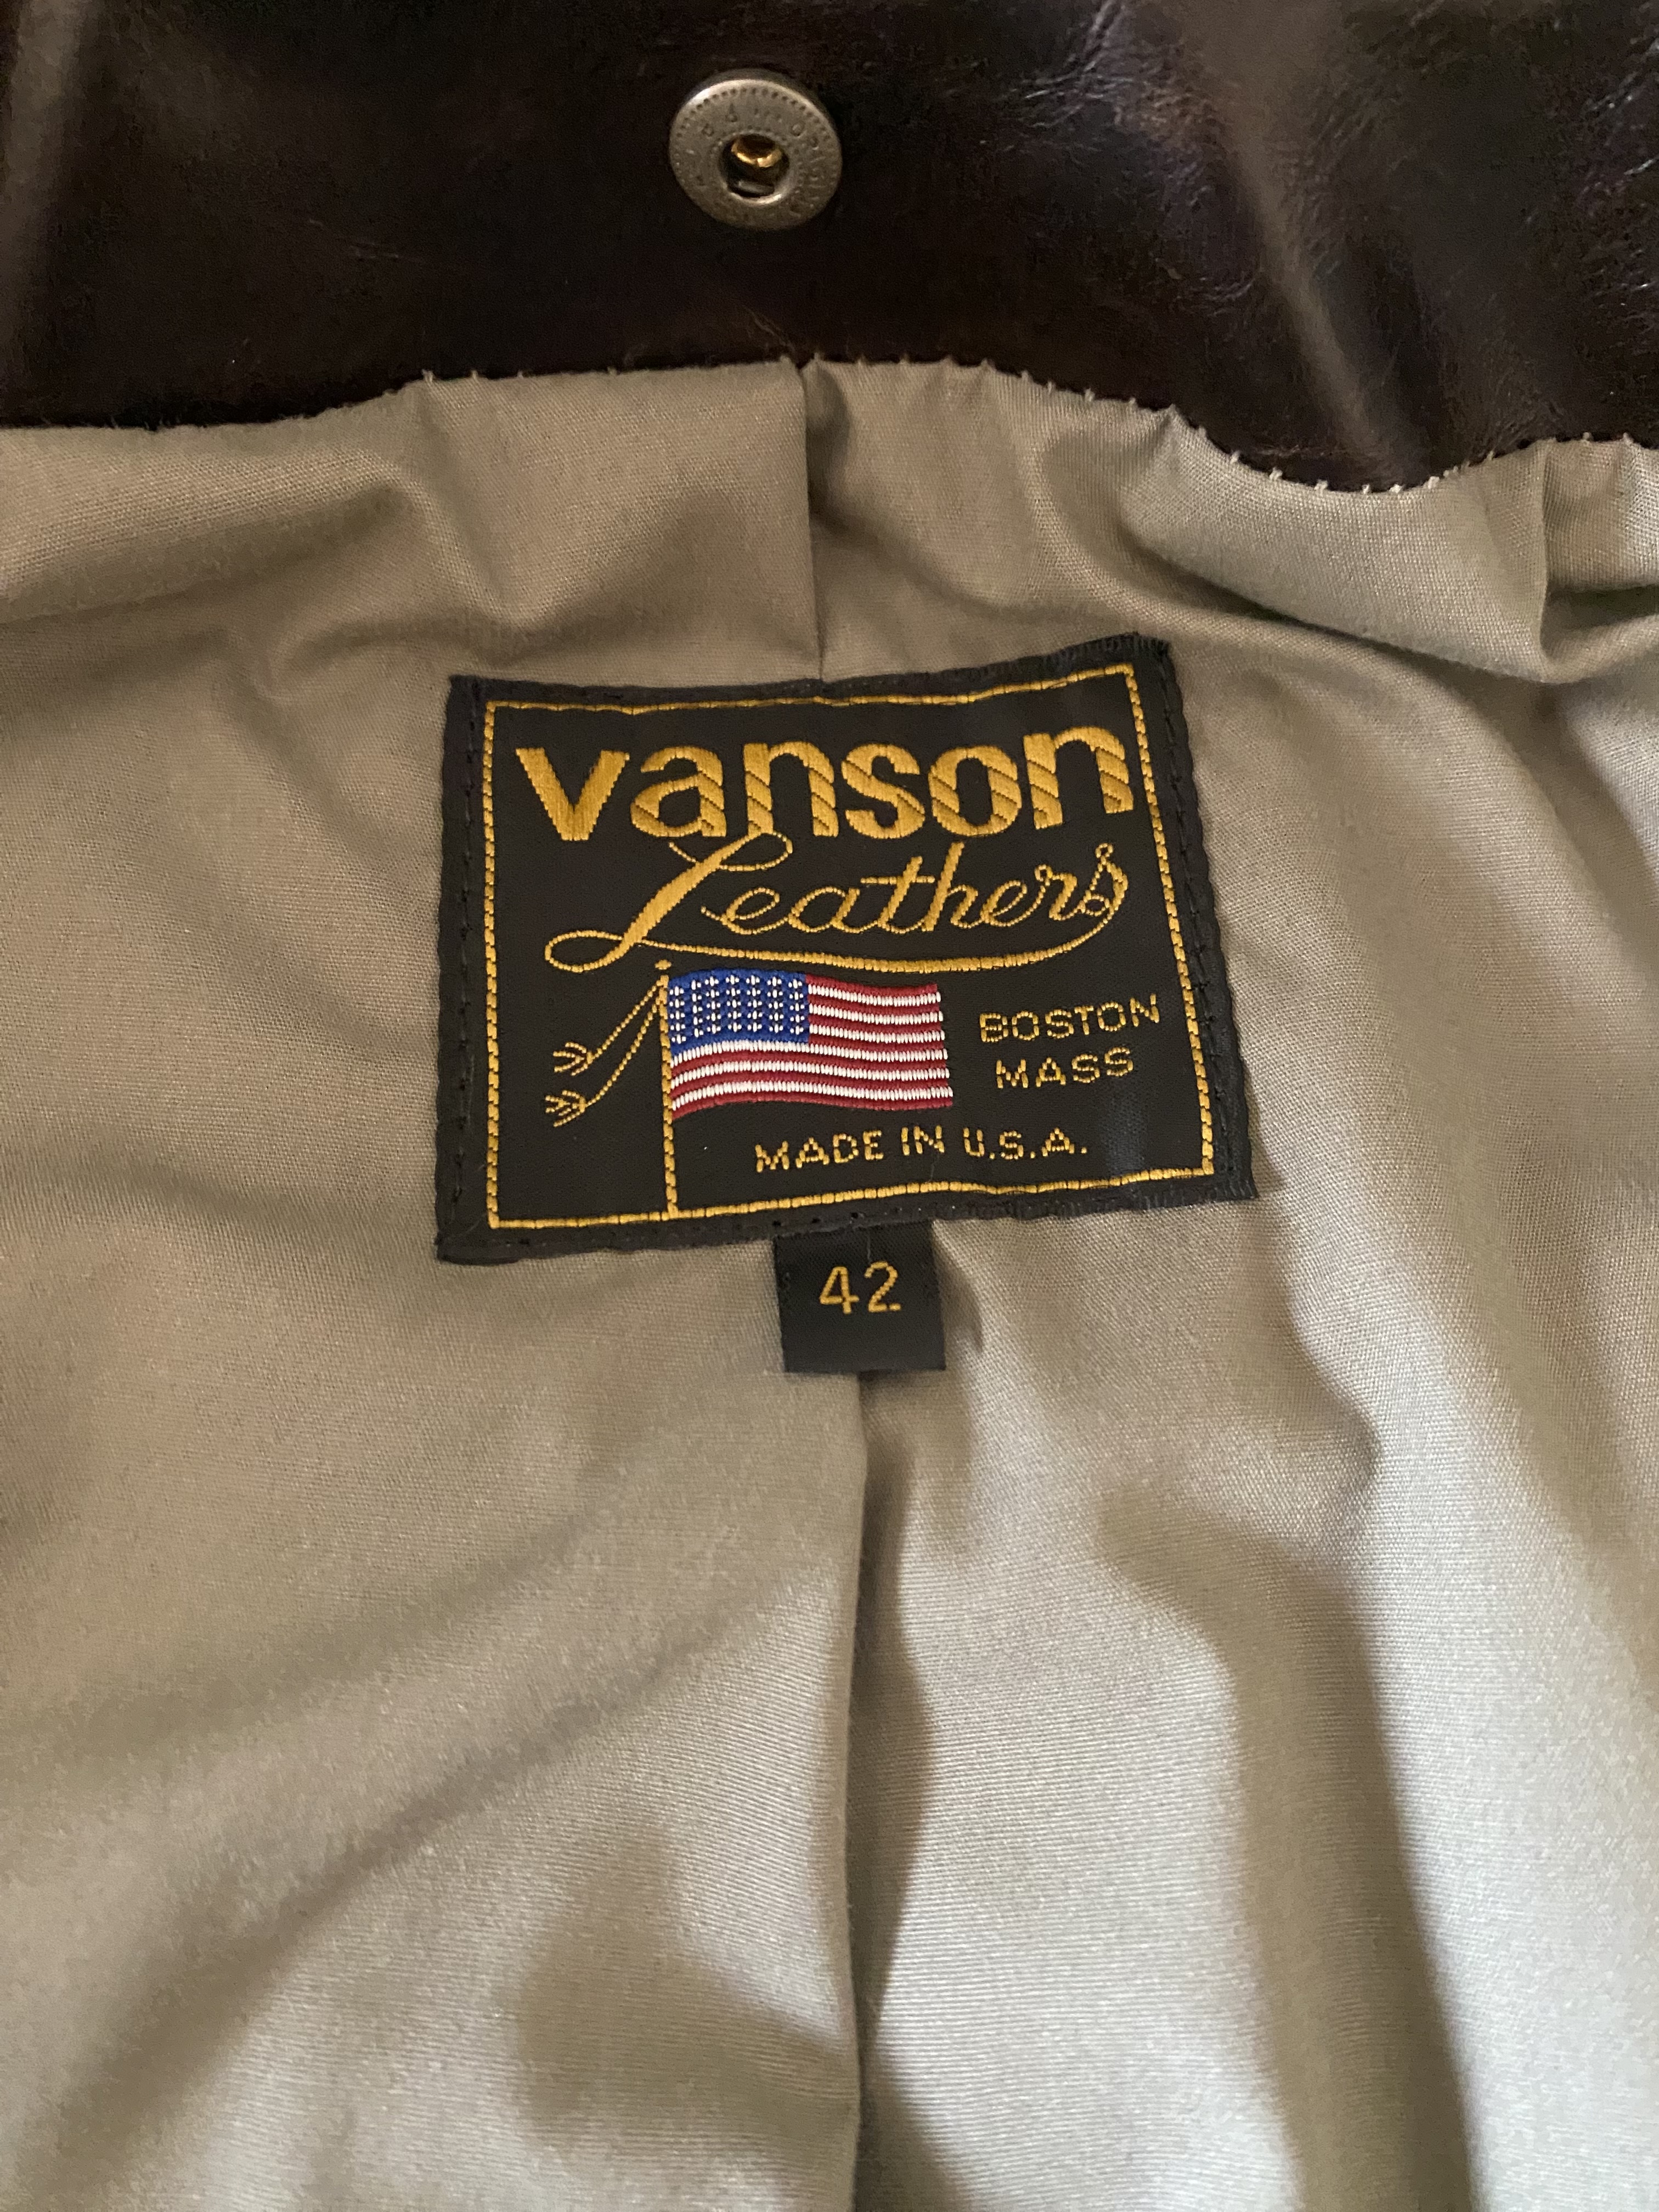 vanson
Leathers
BOSTON
MASS
MADE IN U.S.A.
42